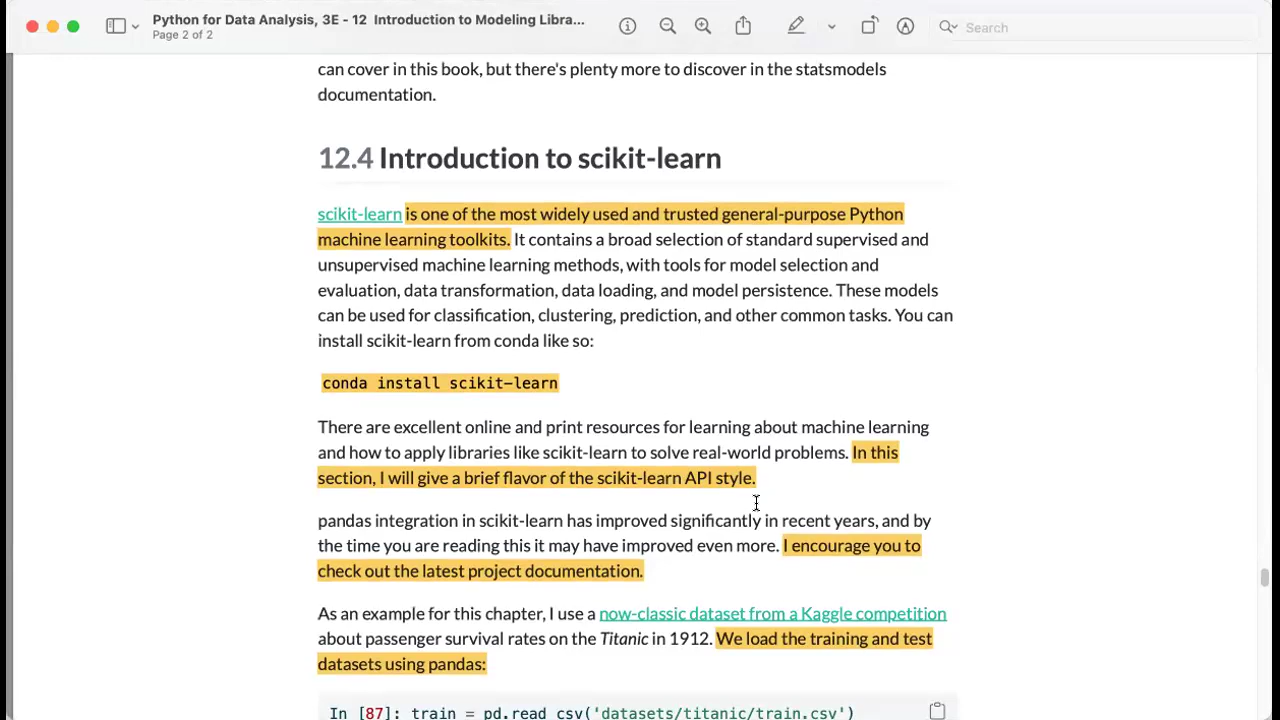 Python for Data Analysis, 3E - 12 Introduction to Modeling Libra...
Page 2 of 2
Search
can cover in this book, but there's plenty more to discover in the statsmodels
documentation.
12.4 Introduction to scikit-learn
scikit-learn is one of the most widely used and trusted general-purpose Python
machine learning toolkits. It contains a broad selection of standard supervised and
unsupervised machine learning methods, with tools for model selection and
evaluation, data transformation, data loading, and model persistence. These models
can be used for classification, clustering, prediction, and other common tasks. You can
install scikit-learn from conda like so:
conda install scikit-learn
There are excellent online and print resources for learning about machine learning
and how to apply libraries like scikit-learn to solve real-world problems. In this
section, I will give a brief flavor of the scikit-learn API style.
pandas integration in scikit-learn has improved significantly in recent years, and by
the time you are reading this it may have improved even more. I encourage you to
check out the latest project documentation.
As an example for this chapter, I use a now-classic dataset from a Kaggle competition
about passenger survival rates on the Titanic in 1912. We load the training and test
datasets using pandas:
In [87]: train = pd.read_csv('datasets/titanic/train.csv')